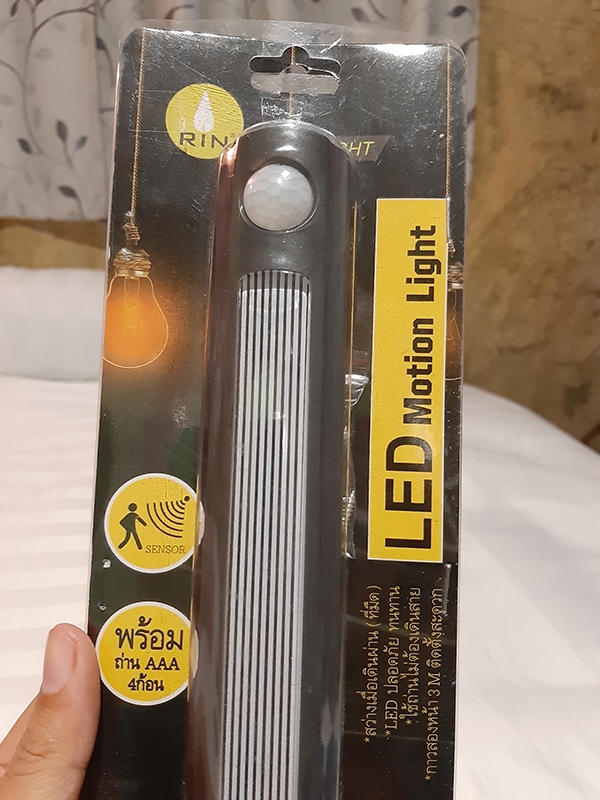 RIN
GHT
LED Motion Light
SENSOR
พร้อม
ถ่าน AAA
4ก้อน
*สว่างเมื่อเดินผ่าน ( ที่มืด )
*LED ปลอดภัย ทนทาน
*ใช้ถ่านไม่ต้องเดินสาย
*กาวสองหน้า 3 M ติดตั้งสะดวก